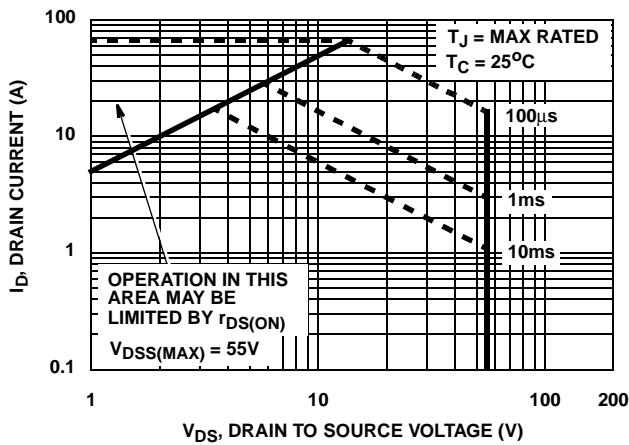 100
T_J = MAX RATED
T_C = 25°C
I_D, DRAIN CURRENT (A)
100µs
10
1ms
1
10ms
OPERATION IN THIS
AREA MAY BE
LIMITED BY r_DS(ON)
V_DSS(MAX) = 55V
0.1
1 10 100 200
V_DS, DRAIN TO SOURCE VOLTAGE (V)